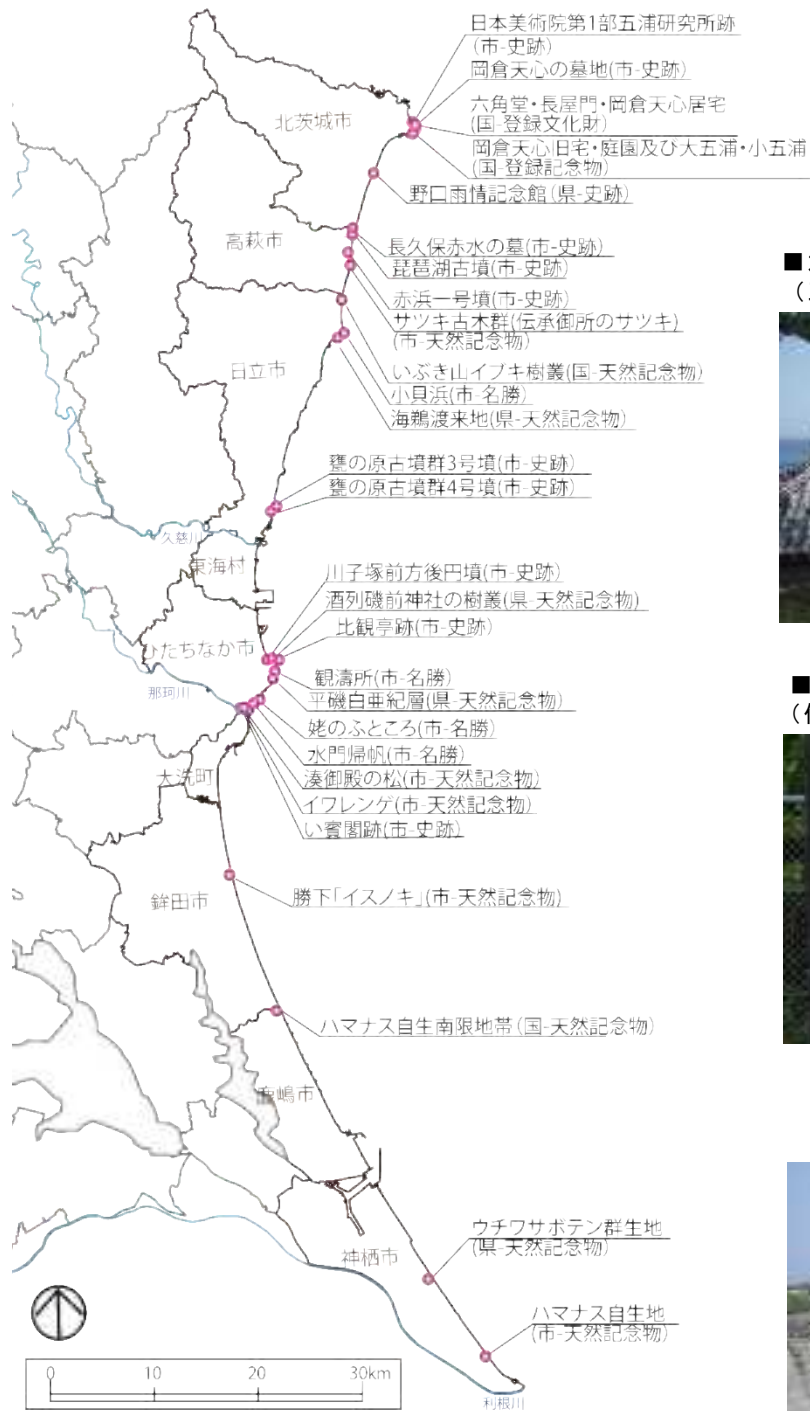 日本美術院第1部五浦研究所跡
(市-史跡)
岡倉天心の墓地(市-史跡)
六角堂・長屋門・岡倉天心居宅
(国-登録文化財)
岡倉天心旧宅・庭園及び大五浦・小五浦
(国-登録記念物)
北茨城市
野口雨情記念館(県-史跡)
高萩市
長久保赤水の墓(市-史跡)
琵琶湖古墳(市-史跡)
赤浜一号墳(市-史跡)
サツキ古木群(伝承御所のサツキ)
(市-天然記念物)
日立市
いぶき山イブキ樹叢(国-天然記念物)
小貝浜(市-名勝)
海鵜渡来地(県-天然記念物)
甕の原古墳群3号墳(市-史跡)
甕の原古墳群4号墳(市-史跡)
久慈川
東海村
川子塚前方後円墳(市-史跡)
酒列磯前神社の樹叢(県-天然記念物)
比観亭跡(市-史跡)
ひたちなか市
観濤所(市-名勝)
那珂川
平磯白亜紀層(県-天然記念物)
姥のふところ(市-名勝)
水門帰帆(市-名勝)
大洗町
湊御殿の松(市-天然記念物)
イワレンゲ(市-天然記念物)
い賓閣跡(市-史跡)
鉾田市
勝下「イスノキ」(市-天然記念物)
ハマナス自生南限地帯(国-天然記念物)
鹿嶋市
ウチワサボテン群生地
(県-天然記念物)
神栖市
ハマナス自生地
(市-天然記念物)
0 10 20 30km
利根川
■
■